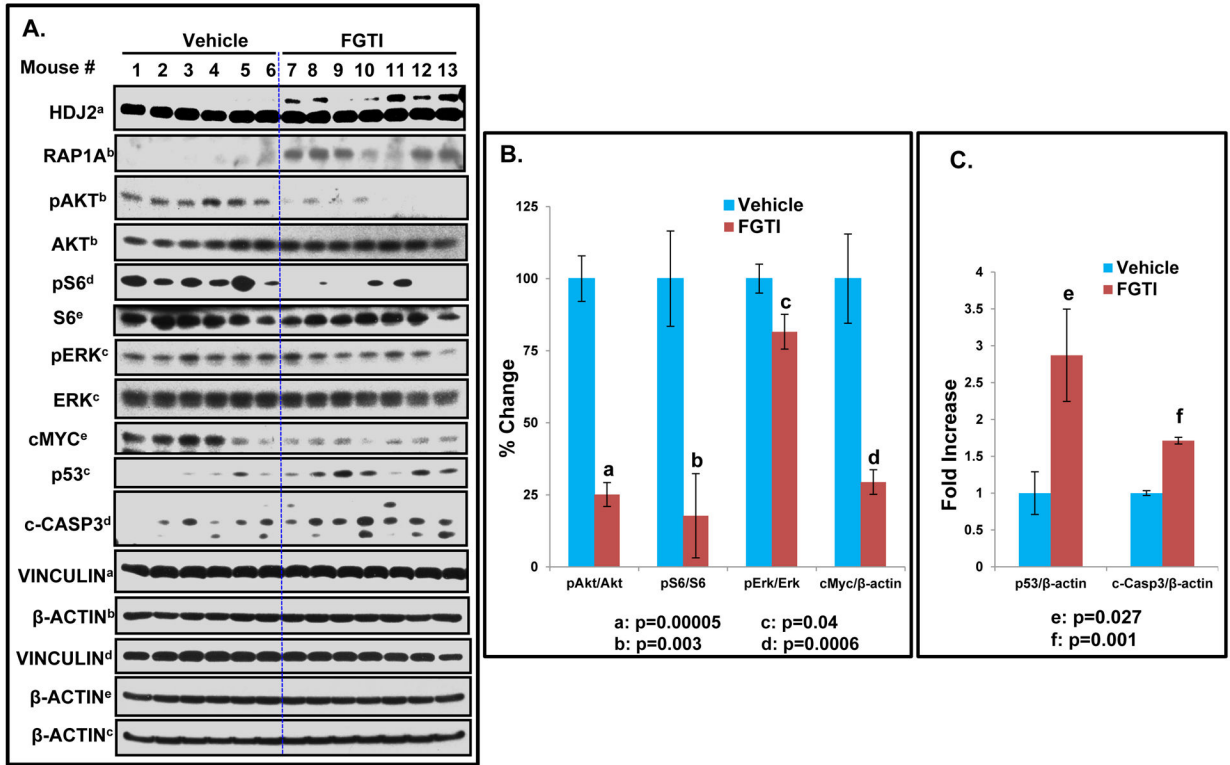 A.
Vehicle FGTI
Mouse # 1 2 3 4 5 6 7 8 9 10 11 12 13
HDJ2ᵃ
RAP1Aᵇ
pAKTᵇ
AKTᵇ
pS6ᵈ
S6ᵉ
pERKᶜ
ERKᶜ
cMYCᵉ
p53ᶜ
c-CASP3ᵈ
VINCULINᵃ
β-ACTINᵇ
VINCULINᵈ
β-ACTINᵉ
β-ACTINᶜ
B.
Vehicle
FGTI
% Change
125
100
75
50
25
0
a
b
c
d
pAkt/Akt pS6/S6 pErk/Erk cMyc/β-actin
a: p=0.00005 c: p=0.04
b: p=0.003 d: p=0.0006
C.
Vehicle
FGTI
Fold Increase
4
3.5
3
2.5
2
1.5
1
0.5
0
e
f
p53/β-actin c-Casp3/β-actin
e: p=0.027
f: p=0.001